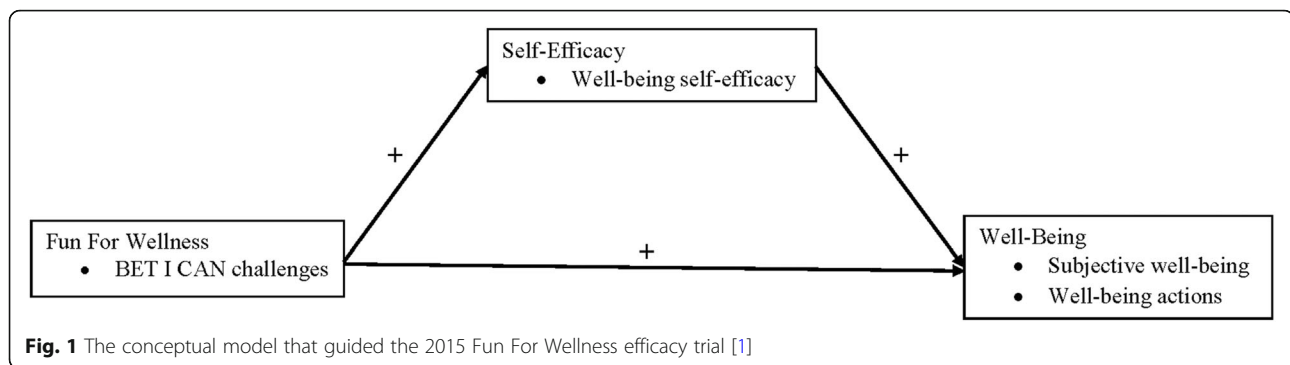 Self-Efficacy
• Well-being self-efficacy
+
+
Fun For Wellness
• BET I CAN challenges
+
Well-Being
• Subjective well-being
• Well-being actions
Fig. 1 The conceptual model that guided the 2015 Fun For Wellness efficacy trial [1]